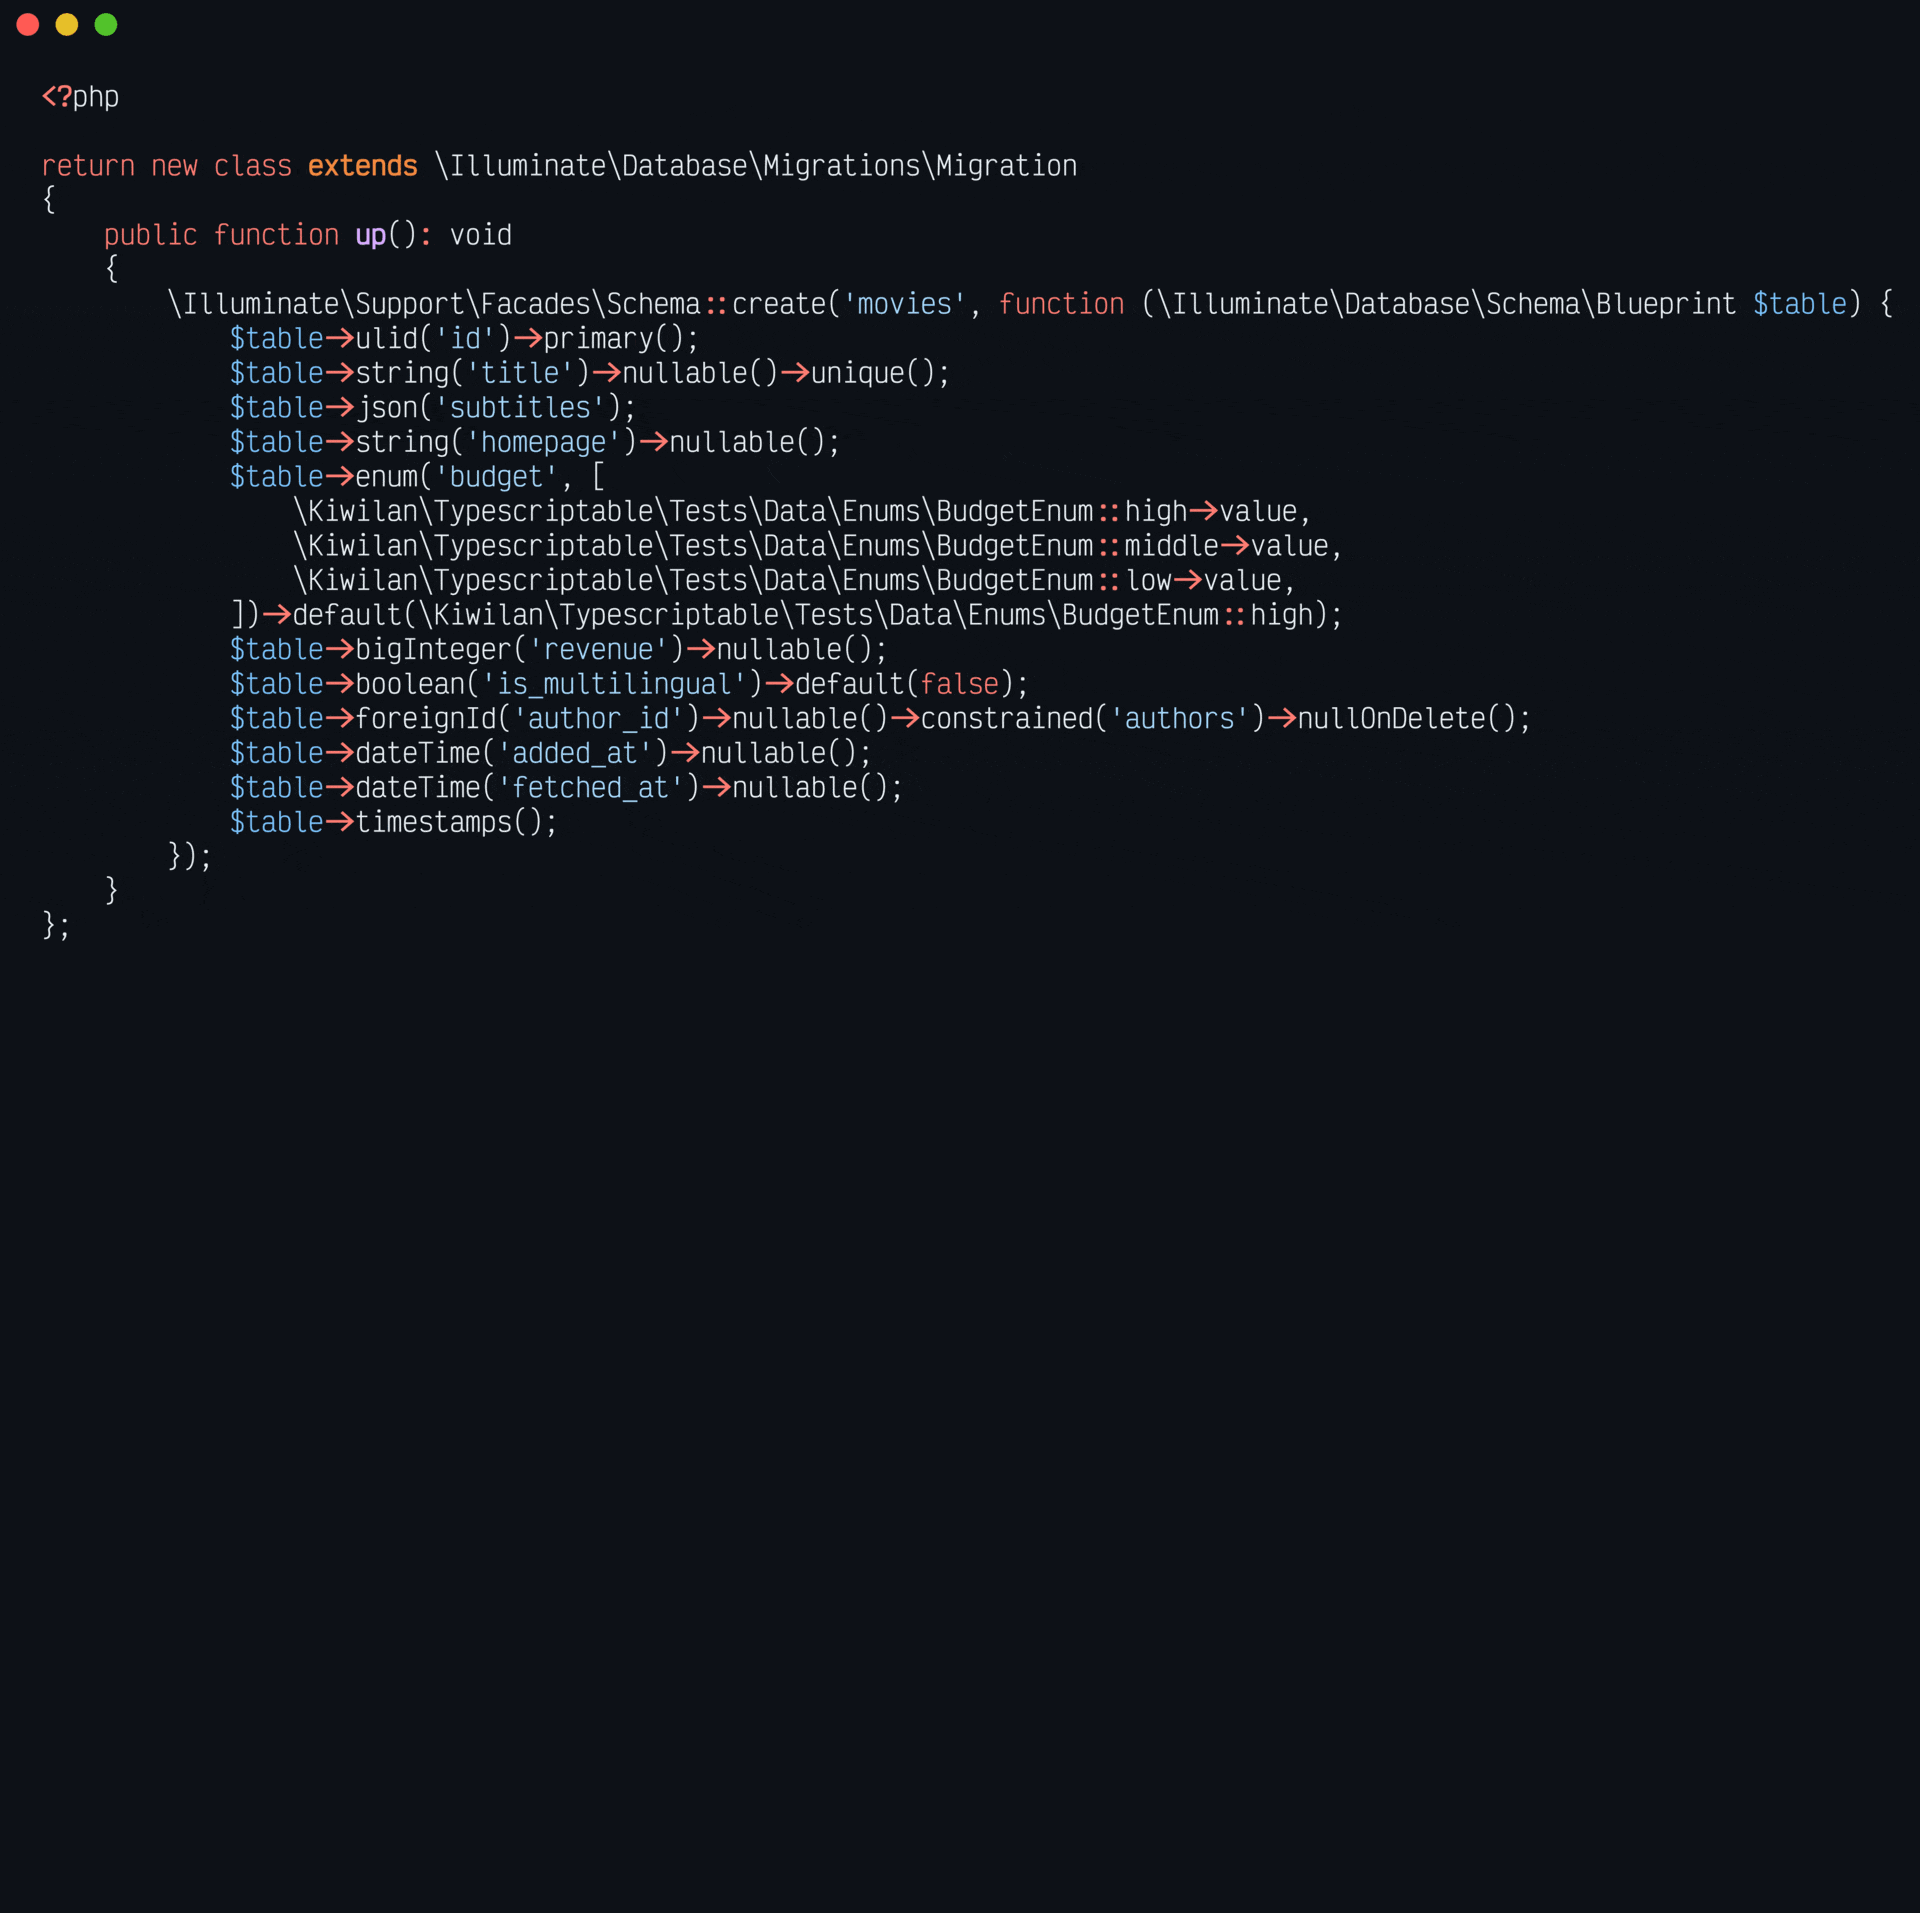 <?php
return new class extends \Illuminate\Database\Migrations\Migration
{
    public function up(): void
    {
        \Illuminate\Support\Facades\Schema::create('movies', function (\Illuminate\Database\Schema\Blueprint $table) {
            $table->ulid('id')->primary();
            $table->string('title')->nullable()->unique();
            $table->json('subtitles');
            $table->string('homepage')->nullable();
            $table->enum('budget', [
                \Kiwilan\Typescriptable\Tests\Data\Enums\BudgetEnum::high->value,
                \Kiwilan\Typescriptable\Tests\Data\Enums\BudgetEnum::middle->value,
                \Kiwilan\Typescriptable\Tests\Data\Enums\BudgetEnum::low->value,
            ])->default(\Kiwilan\Typescriptable\Tests\Data\Enums\BudgetEnum::high);
            $table->bigInteger('revenue')->nullable();
            $table->boolean('is_multilingual')->default(false);
            $table->foreignId('author_id')->nullable()->constrained('authors')->nullOnDelete();
            $table->dateTime('added_at')->nullable();
            $table->dateTime('fetched_at')->nullable();
            $table->timestamps();
        });
    }
};